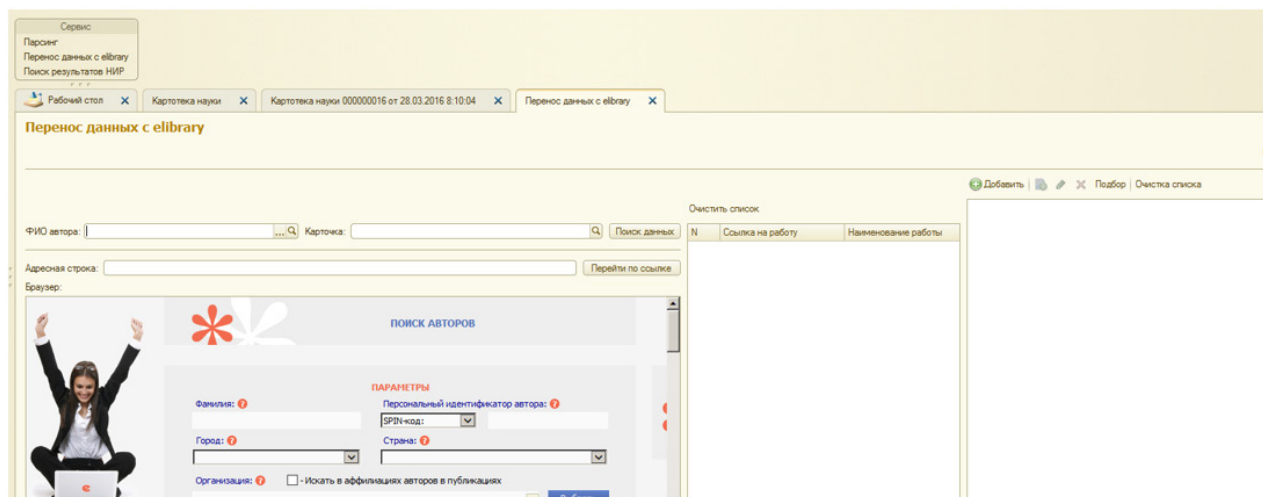 Сервис
Парсинг
Перенос данных с elibrary
Поиск результатов НИР
Рабочий стол
Картотека науки
Картотека науки 000000016 от 28.03.2016 8:10:04
Перенос данных с elibrary
Перенос данных с elibrary
Добавить Подбор Очистка списка
Очистить список
ФИО автора: ... Карточка: Поиск данных N Ссылка на работу Наименование работы
Адресная строка: Перейти по ссылке
Браузер:
ПОИСК АВТОРОВ
ПАРАМЕТРЫ
Фамилия: ? Персональный идентификатор автора: ?
SPIN-код:
Город: ? Страна: ?
Организация: ? - Искать в аффилиациях авторов в публикациях